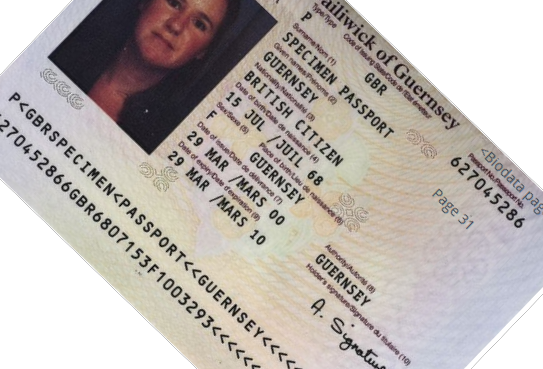 ailiwick of Guernsey
Type/Type
Code of issuing State/Code de l'état émetteur
Passport No./Passeport No.
P
GBR
627045286
Surname/Nom (1)
SPECIMEN PASSPORT
Given names/Prénoms (2)
GUERNSEY
Nationality/Nationalité (3)
BRITISH CITIZEN
Date of birth/Date de naissance (4)
15 JUL /JUIL 68
Sex/Sexe (5)
Place of birth/Lieu de naissance (6)
F
GUERNSEY
Date of issue/Date de délivrance (7)
29 MAR /MARS 00
Date of expiry/Date d'expiration (9)
29 MAR /MARS 10
Authority/Autorité (8)
GUERNSEY
Holder's signature/Signature du titulaire (10)
A. Signatu
<Biodata pag
Page 31
P<GBRSPECIMEN<PASSPORT<<GUERNSEY<<<<<
270452866GBR6807153F1003293<<<<<<